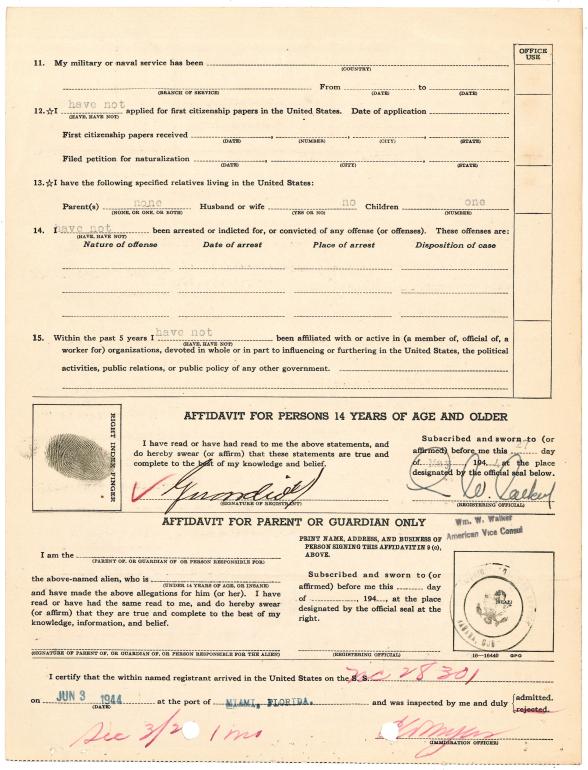 OFFICE
USE
11. My military or naval service has been
(COUNTRY)
From to
(BRANCH OF SERVICE) (DATE) (DATE)
12.☆I have not applied for first citizenship papers in the United States. Date of application
(HAVE, HAVE NOT)
First citizenship papers received
(DATE) (NUMBER) (CITY) (STATE)
Filed petition for naturalization
(DATE) (CITY) (STATE)
13.☆I have the following specified relatives living in the United States:
Parent(s) none Husband or wife no Children one
(NONE, OR ONE, OR BOTH) (YES OR NO) (NUMBER)
14. I have not been arrested or indicted for, or convicted of any offense (or offenses). These offenses are:
(HAVE, HAVE NOT)
Nature of offense Date of arrest Place of arrest Disposition of case
15. Within the past 5 years I have not been affiliated with or active in (a member of, official of, a
(HAVE, HAVE NOT)
worker for) organizations, devoted in whole or in part to influencing or furthering in the United States, the political
activities, public relations, or public policy of any other government.
RIGHT INDEX FINGER
AFFIDAVIT FOR PERSONS 14 YEARS OF AGE AND OLDER
I have read or have had read to me the above statements, and
do hereby swear (or affirm) that these statements are true and
complete to the best of my knowledge and belief.
(SIGNATURE OF REGISTRANT)
Subscribed and sworn to (or
affirmed) before me this day
of 194 at the place
designated by the official seal below.
(REGISTERING OFFICIAL)
Wm. W. Walker
American Vice Consul
AFFIDAVIT FOR PARENT OR GUARDIAN ONLY
I am the
(PARENT OF, OR GUARDIAN OF OR PERSON RESPONSIBLE FOR)
the above-named alien, who is
(UNDER 14 YEARS OF AGE, OR INSANE)
and have made the above allegations for him (or her). I have
read or have had the same read to me, and do hereby swear
(or affirm) that they are true and complete to the best of my
knowledge, information, and belief.
(SIGNATURE OF PARENT OF, OR GUARDIAN OF, OR PERSON RESPONSIBLE FOR THE ALIEN)
PRINT NAME, ADDRESS, AND BUSINESS OF
PERSON SIGNING THIS AFFIDAVIT IN 9 (c),
ABOVE.
Subscribed and sworn to (or
affirmed) before me this day
of , 194 , at the place
designated by the official seal at the
right.
(REGISTERING OFFICIAL)
16—16440 GPO
I certify that the within named registrant arrived in the United States on the S. S. nc 28301
on JUN 3 1944 at the port of MIAMI, FLORIDA. and was inspected by me and duly {admitted.
rejected.
(DATE)
(IMMIGRATION OFFICER)